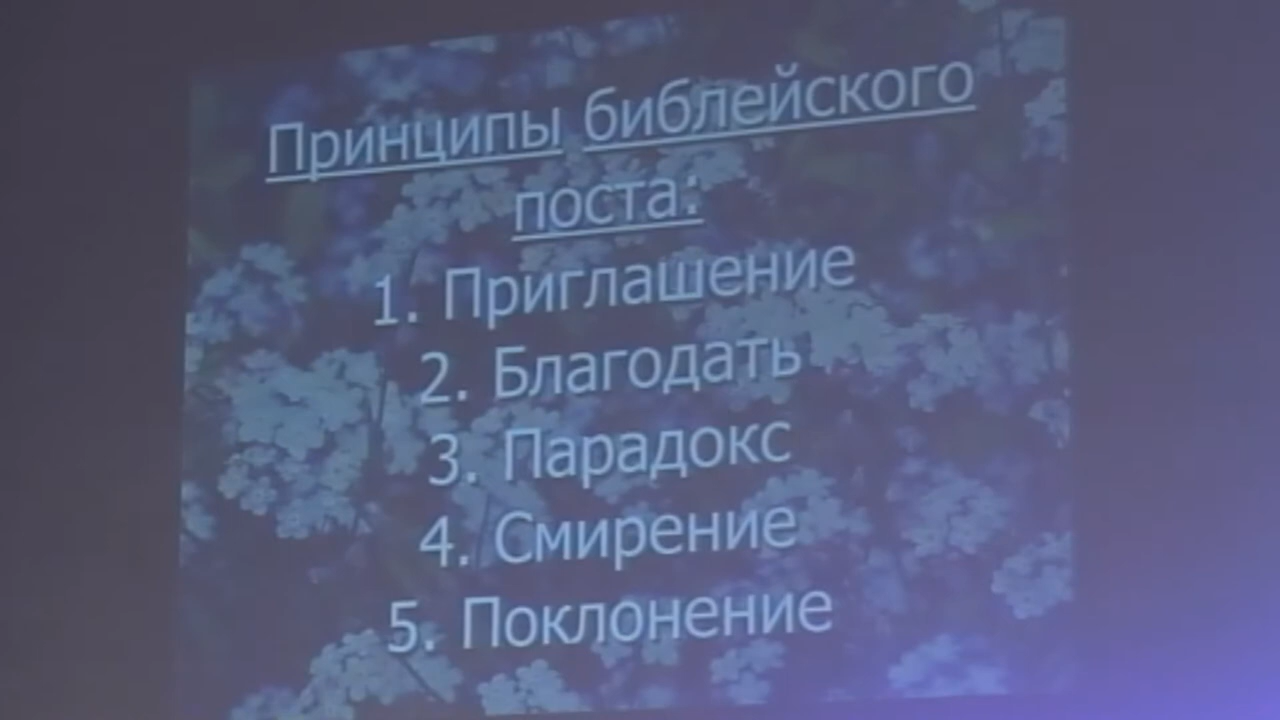 Принципы библейского
поста:
1. Приглашение
2. Благодать
3. Парадокс
4. Смирение
5. Поклонение